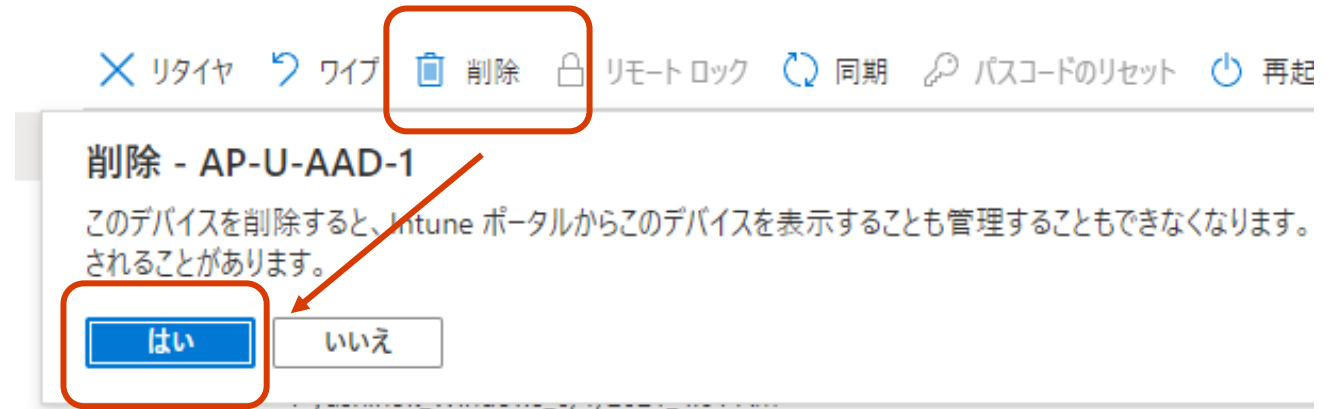 リタイヤ ワイプ 削除 リモート ロック 同期 パスコードのリセット 再起
削除 - AP-U-AAD-1
このデバイスを削除すると、Intune ポータルからこのデバイスを表示することも管理することもできなくなります。
されることがあります。
はい いいえ